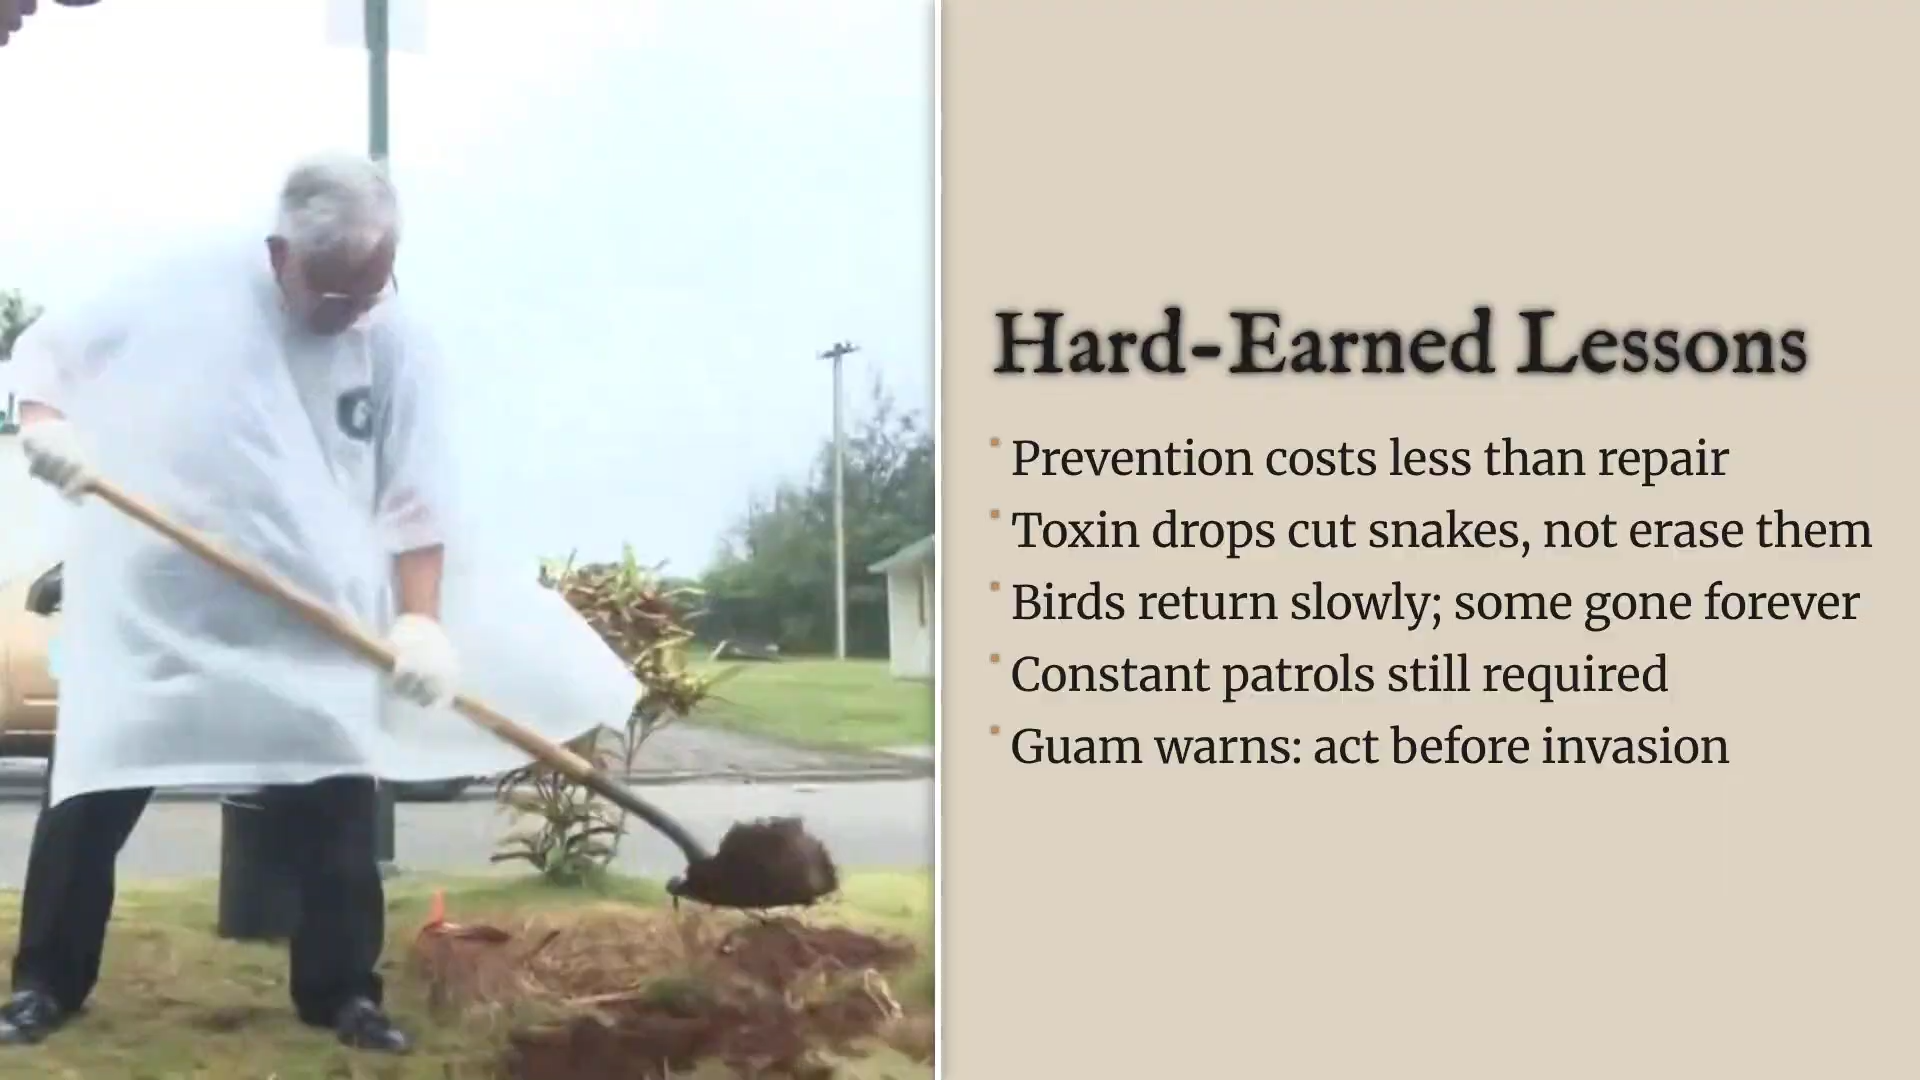 Hard-Earned Lessons
Prevention costs less than repair
Toxin drops cut snakes, not erase them
Birds return slowly; some gone forever
Constant patrols still required
Guam warns: act before invasion